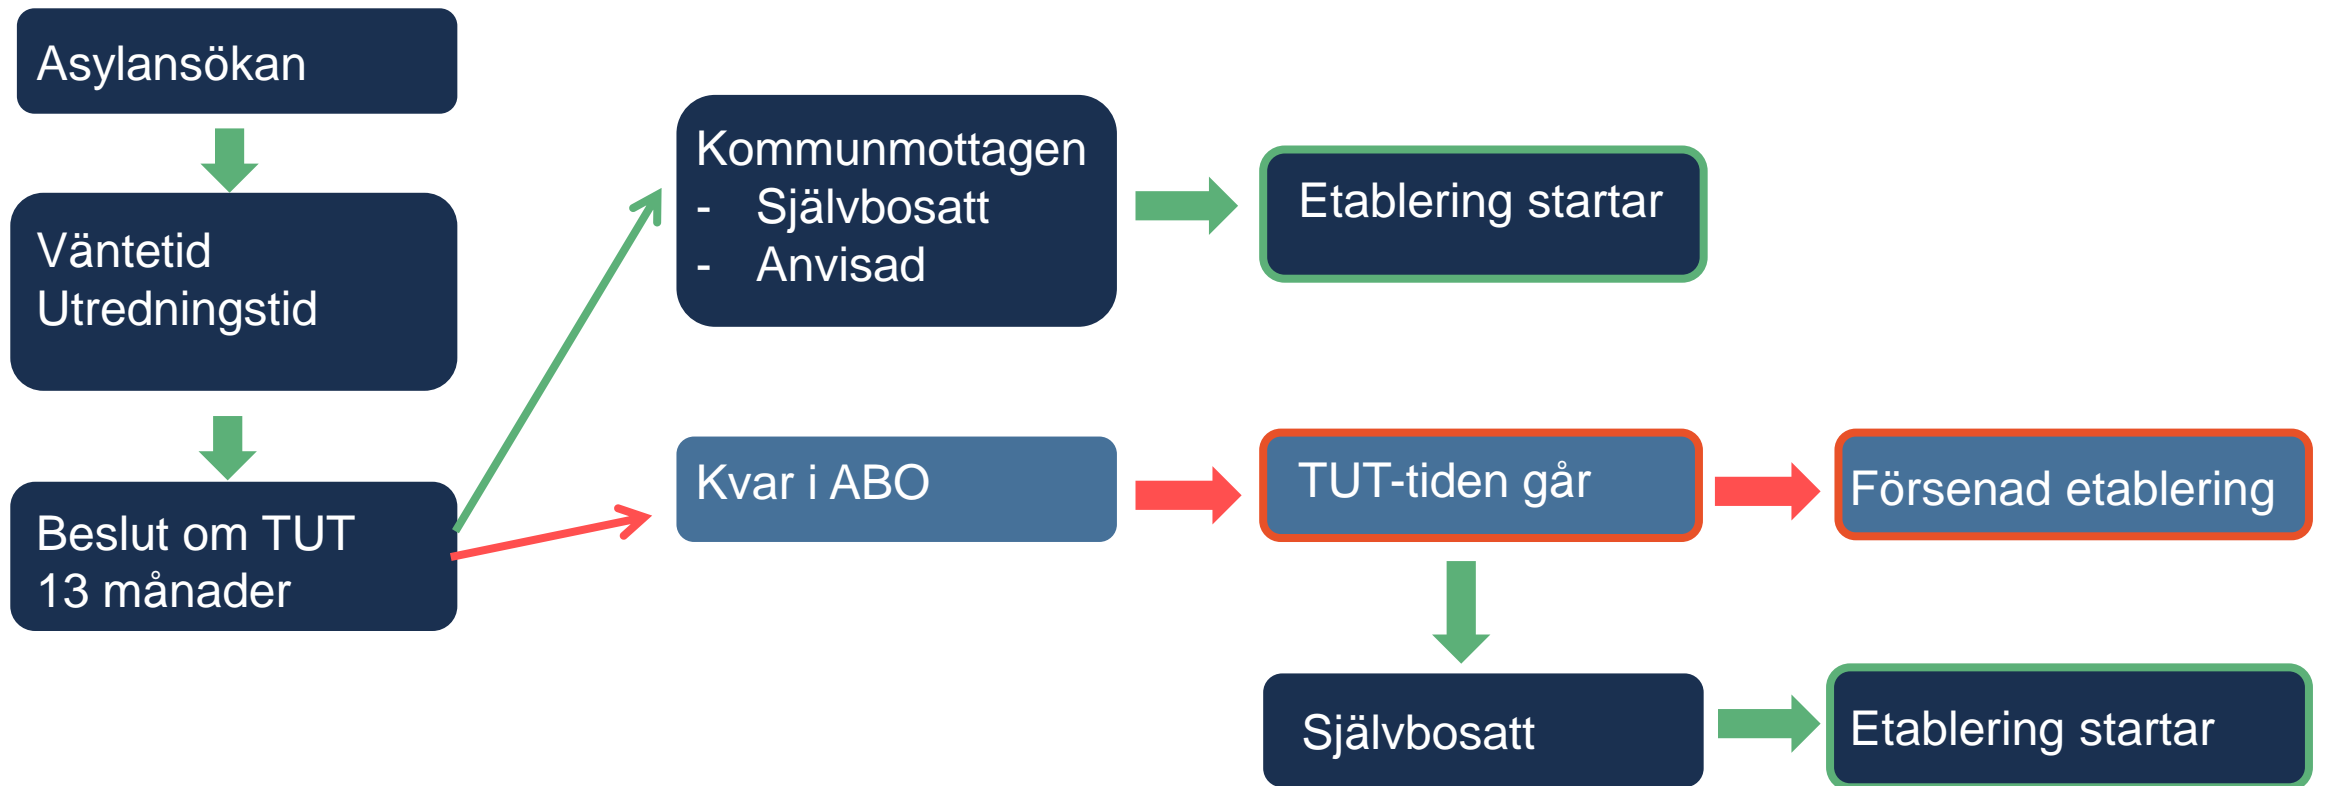 Asylansökan
Väntetid
Utredningstid
Beslut om TUT
13 månader
Kommunmottagen
- Självbosatt
- Anvisad
Etablering startar
Kvar i ABO
TUT-tiden går
Försenad etablering
Självbosatt
Etablering startar